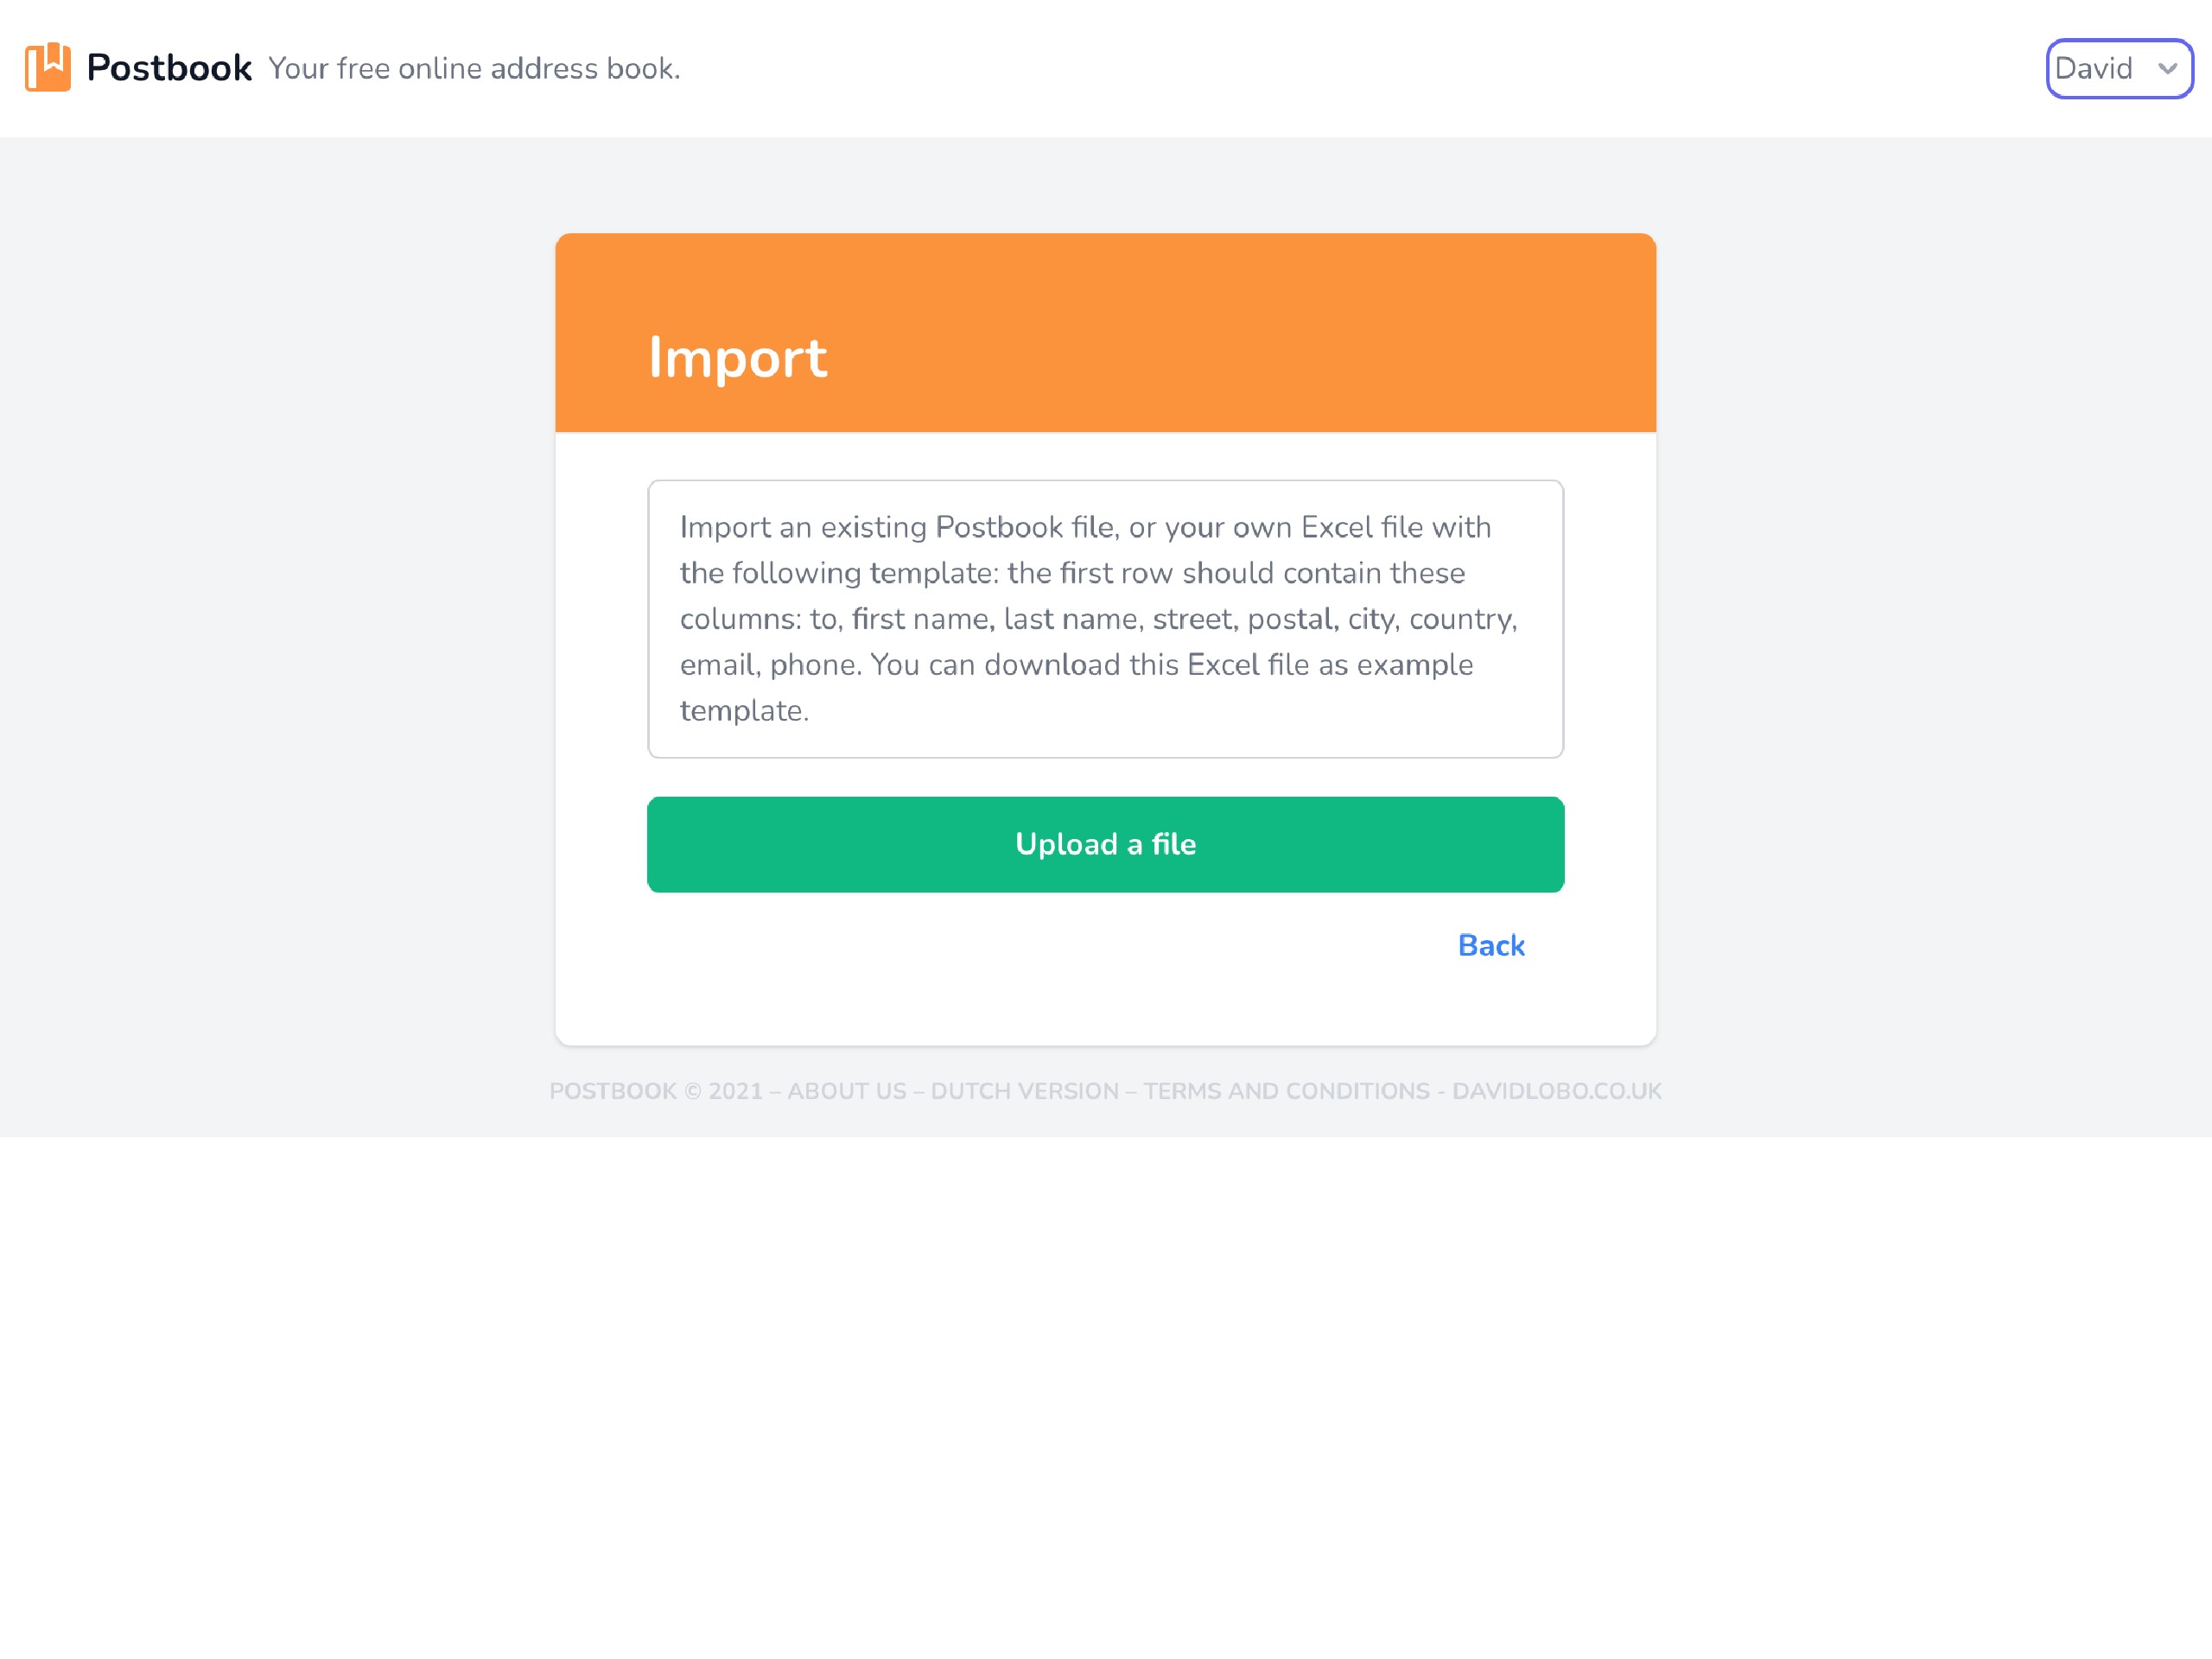 Postbook Your free online address book.
David
Import
Import an existing Postbook file, or your own Excel file with
the following template: the first row should contain these
columns: to, first name, last name, street, postal, city, country,
email, phone. You can download this Excel file as example
template.
Upload a file
Back
POSTBOOK © 2021 – ABOUT US – DUTCH VERSION – TERMS AND CONDITIONS - DAVIDLOBO.CO.UK